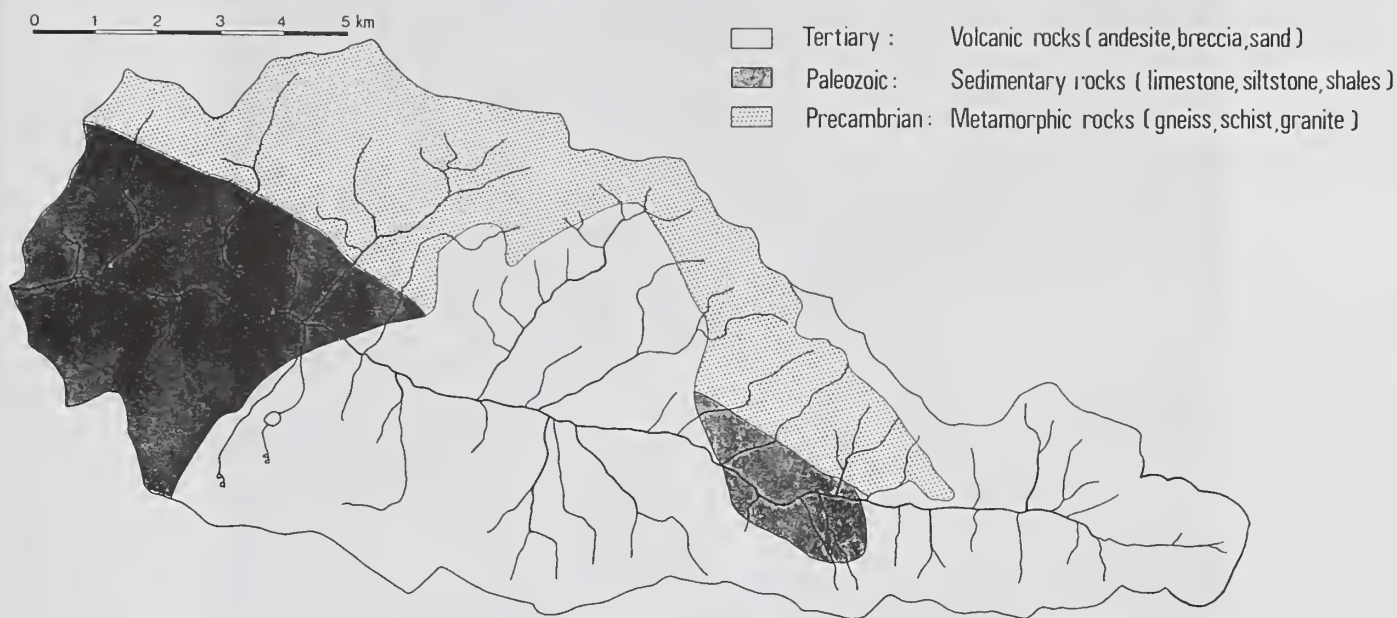 0 1 2 3 4 5 km
Tertiary : Volcanic rocks ( andesite, breccia, sand )
Paleozoic : Sedimentary rocks ( limestone, siltstone, shales )
Precambrian : Metamorphic rocks ( gneiss, schist, granite )